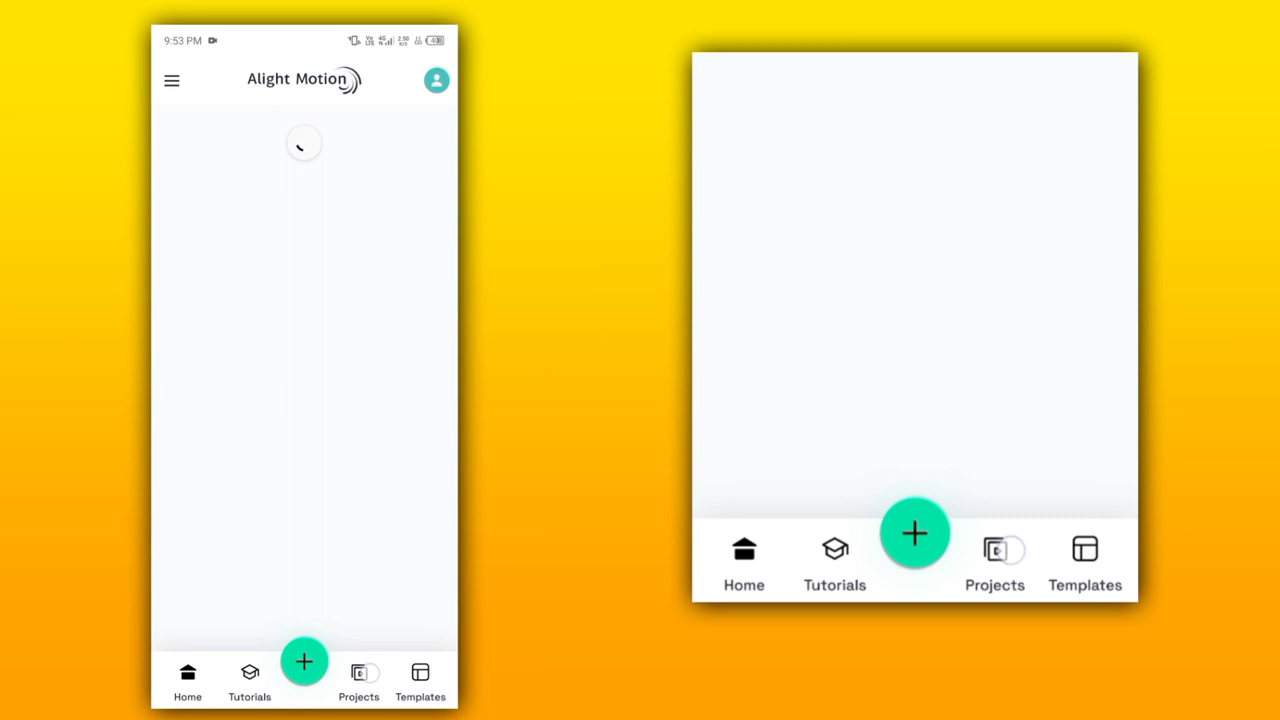 9:53 PM
Alight Motion
Home
Tutorials
Projects
Templates
Home
Tutorials
Projects
Templates